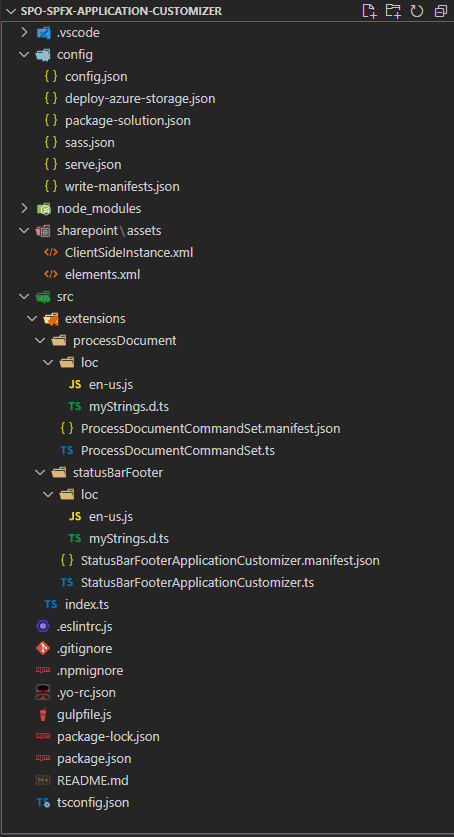 SPO-SPFX-APPLICATION-CUSTOMIZER
.vscode
config
{ } config.json
{ } deploy-azure-storage.json
{ } package-solution.json
{ } sass.json
{ } serve.json
{ } write-manifests.json
node_modules
sharepoint\assets
<> ClientSideInstance.xml
<> elements.xml
src
extensions
processDocument
loc
JS en-us.js
TS myStrings.d.ts
{ } ProcessDocumentCommandSet.manifest.json
TS ProcessDocumentCommandSet.ts
statusBarFooter
loc
JS en-us.js
TS myStrings.d.ts
{ } StatusBarFooterApplicationCustomizer.manifest.json
TS StatusBarFooterApplicationCustomizer.ts
TS index.ts
.eslintrc.js
.gitignore
npm .npmignore
.yo-rc.json
gulpfile.js
npm package-lock.json
npm package.json
M README.md
TS tsconfig.json